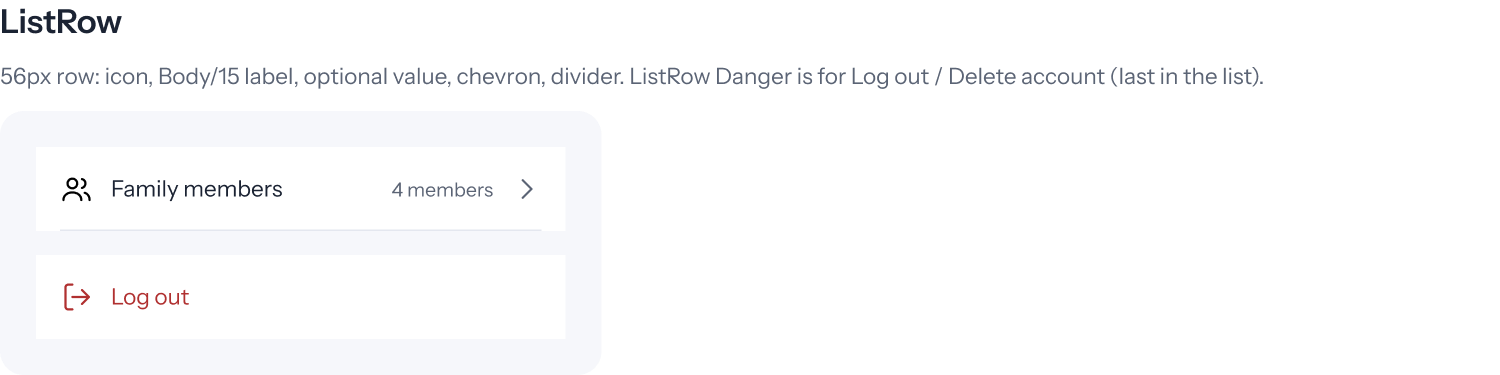 ListRow
56px row: icon, Body/15 label, optional value, chevron, divider. ListRow Danger is for Log out / Delete account (last in the list).
Family members 4 members
Log out